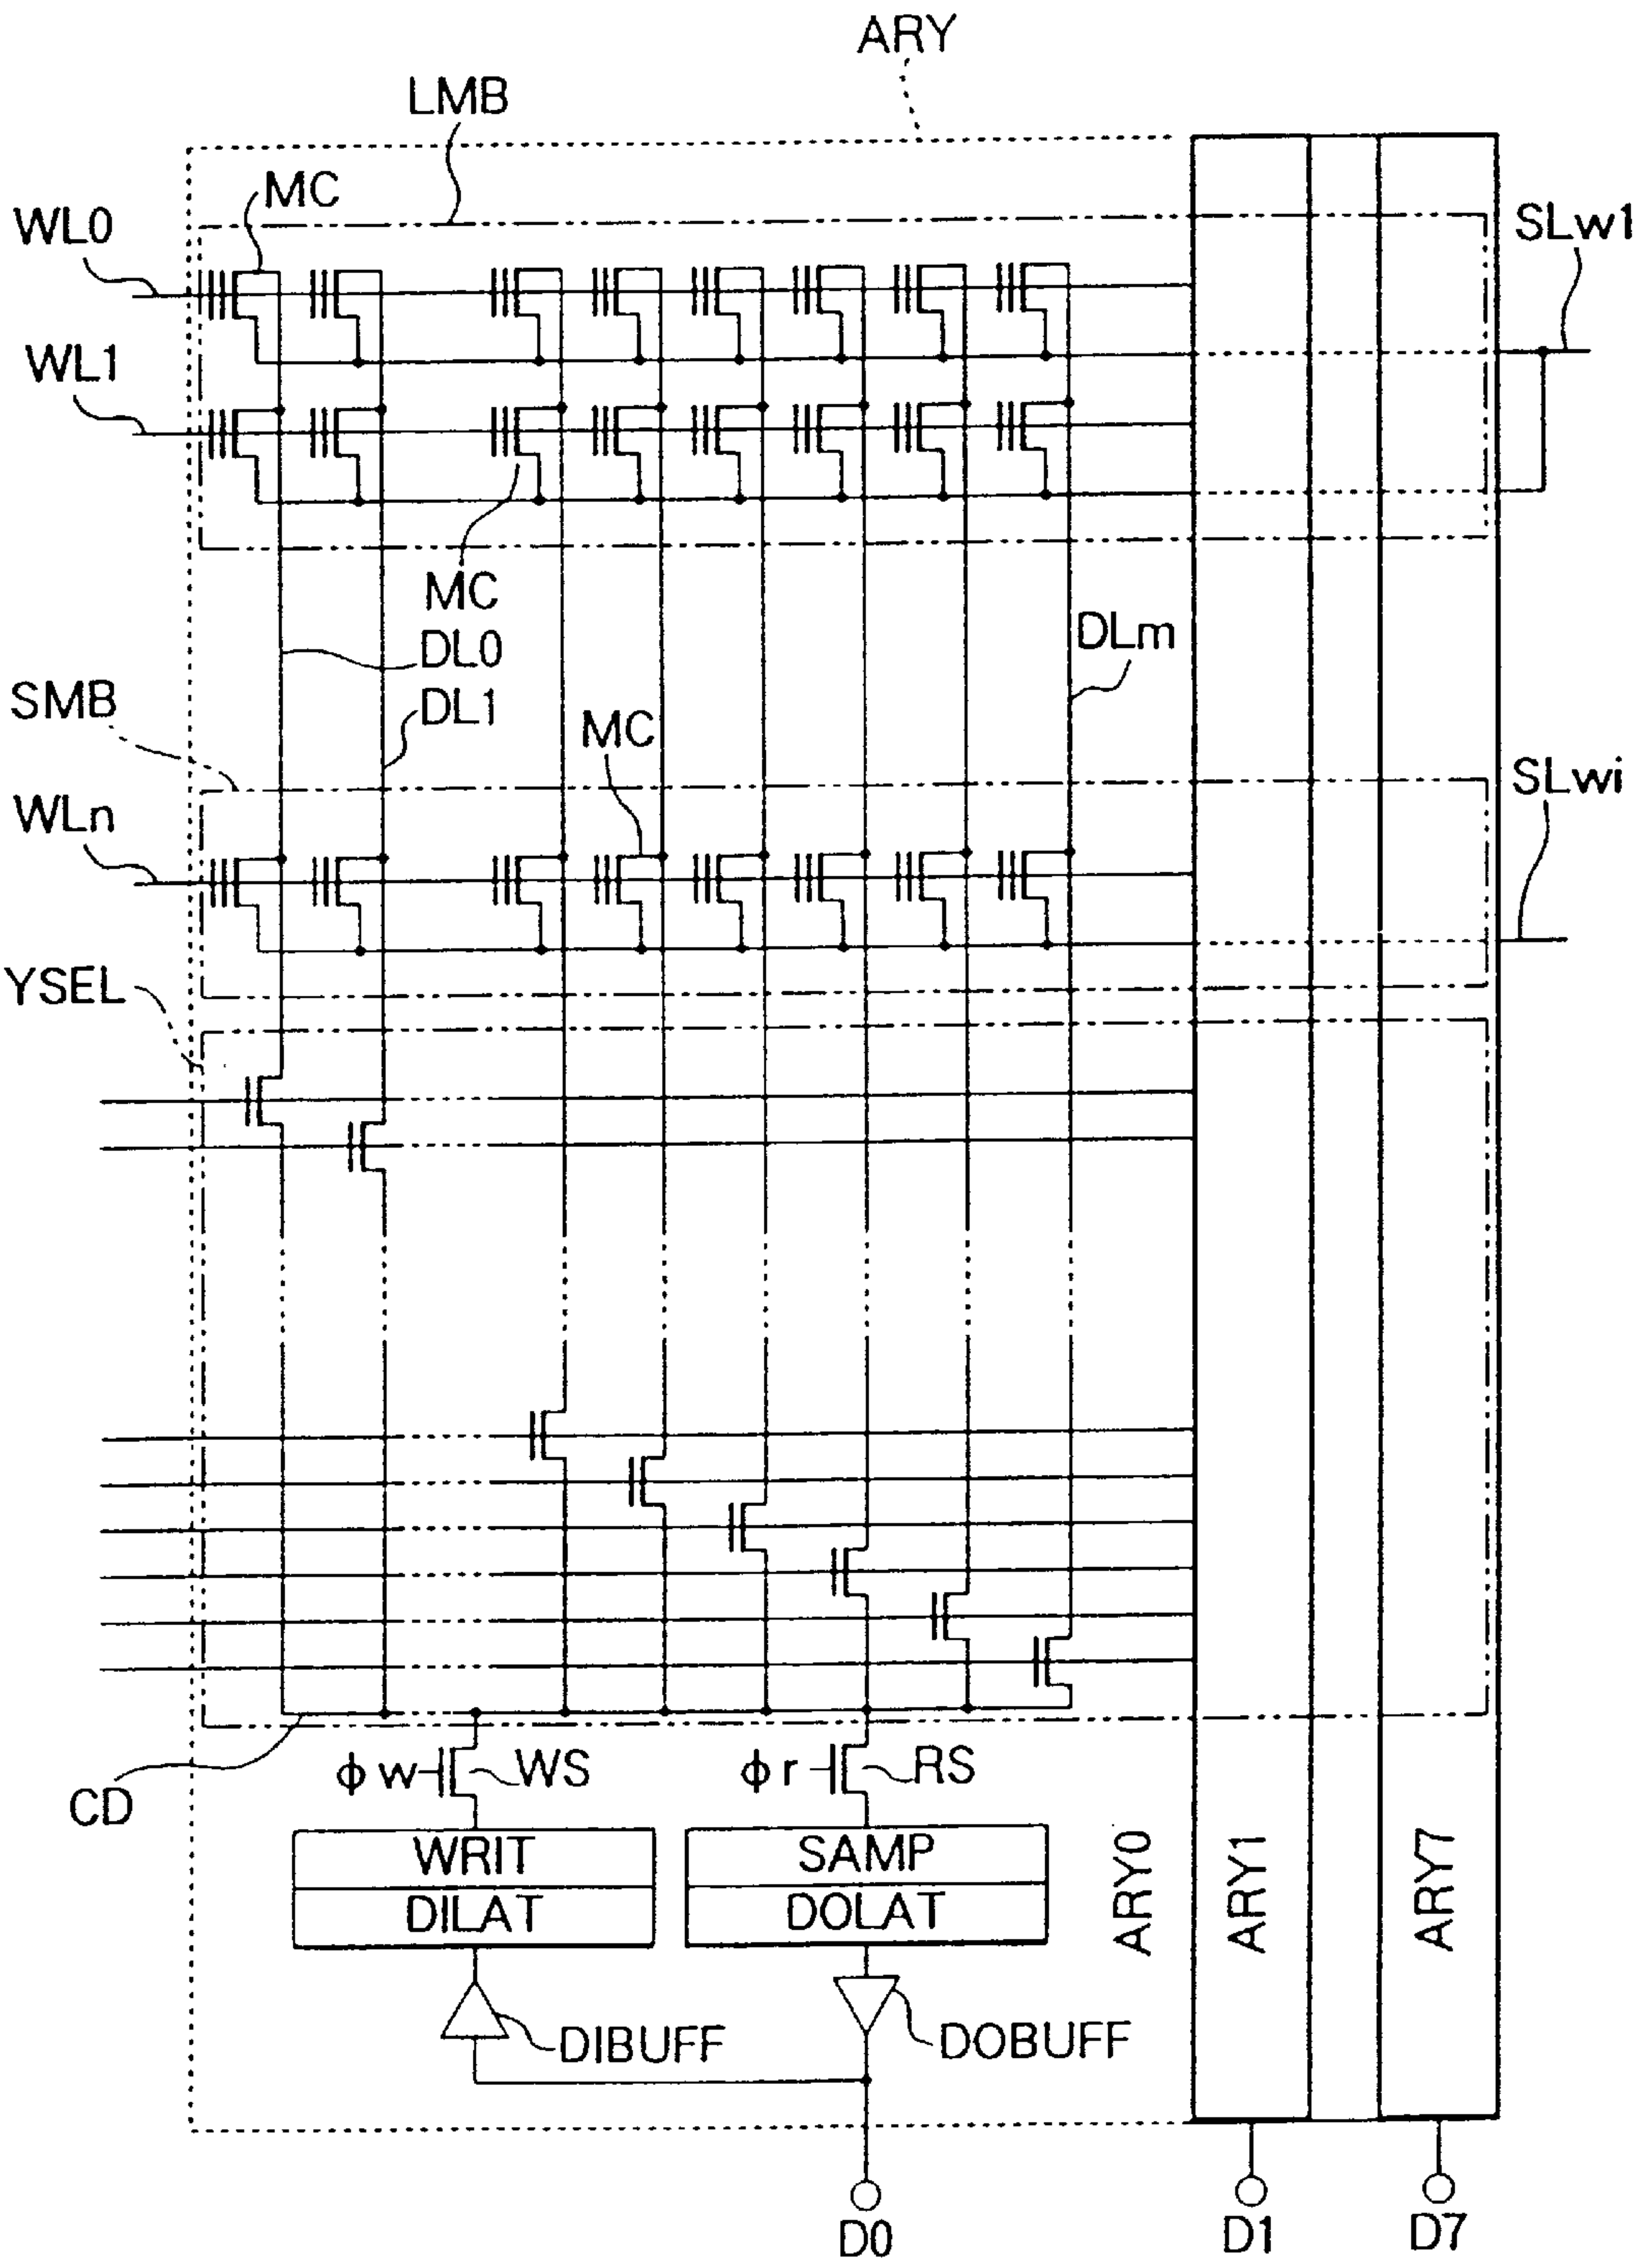 ARY
LMB
MC
WL0
SLw1
WL1
MC
DL0
DLm
SMB
DL1
MC
SLwi
WLn
YSEL
ϕw
WS
ϕr
RS
CD
WRIT
SAMP
DILAT
DOLAT
ARY0
ARY1
ARY7
DIBUFF
DOBUFF
D0
D1
D7